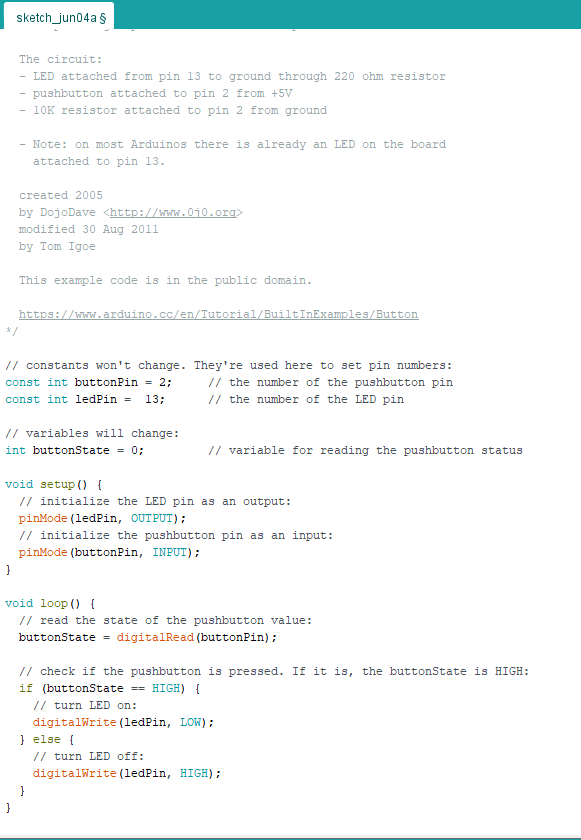 sketch_jun04a §
The circuit:
- LED attached from pin 13 to ground through 220 ohm resistor
- pushbutton attached to pin 2 from +5V
- 10K resistor attached to pin 2 from ground
- Note: on most Arduinos there is already an LED on the board
attached to pin 13.
created 2005
by DojoDave <http://www.0j0.org>
modified 30 Aug 2011
by Tom Igoe
This example code is in the public domain.
https://www.arduino.cc/en/Tutorial/BuiltInExamples/Button
*/
// constants won't change. They're used here to set pin numbers:
const int buttonPin = 2;     // the number of the pushbutton pin
const int ledPin =  13;      // the number of the LED pin
// variables will change:
int buttonState = 0;         // variable for reading the pushbutton status
void setup() {
  // initialize the LED pin as an output:
  pinMode(ledPin, OUTPUT);
  // initialize the pushbutton pin as an input:
  pinMode(buttonPin, INPUT);
}
void loop() {
  // read the state of the pushbutton value:
  buttonState = digitalRead(buttonPin);
  // check if the pushbutton is pressed. If it is, the buttonState is HIGH:
  if (buttonState == HIGH) {
    // turn LED on:
    digitalWrite(ledPin, LOW);
  } else {
    // turn LED off:
    digitalWrite(ledPin, HIGH);
  }
}